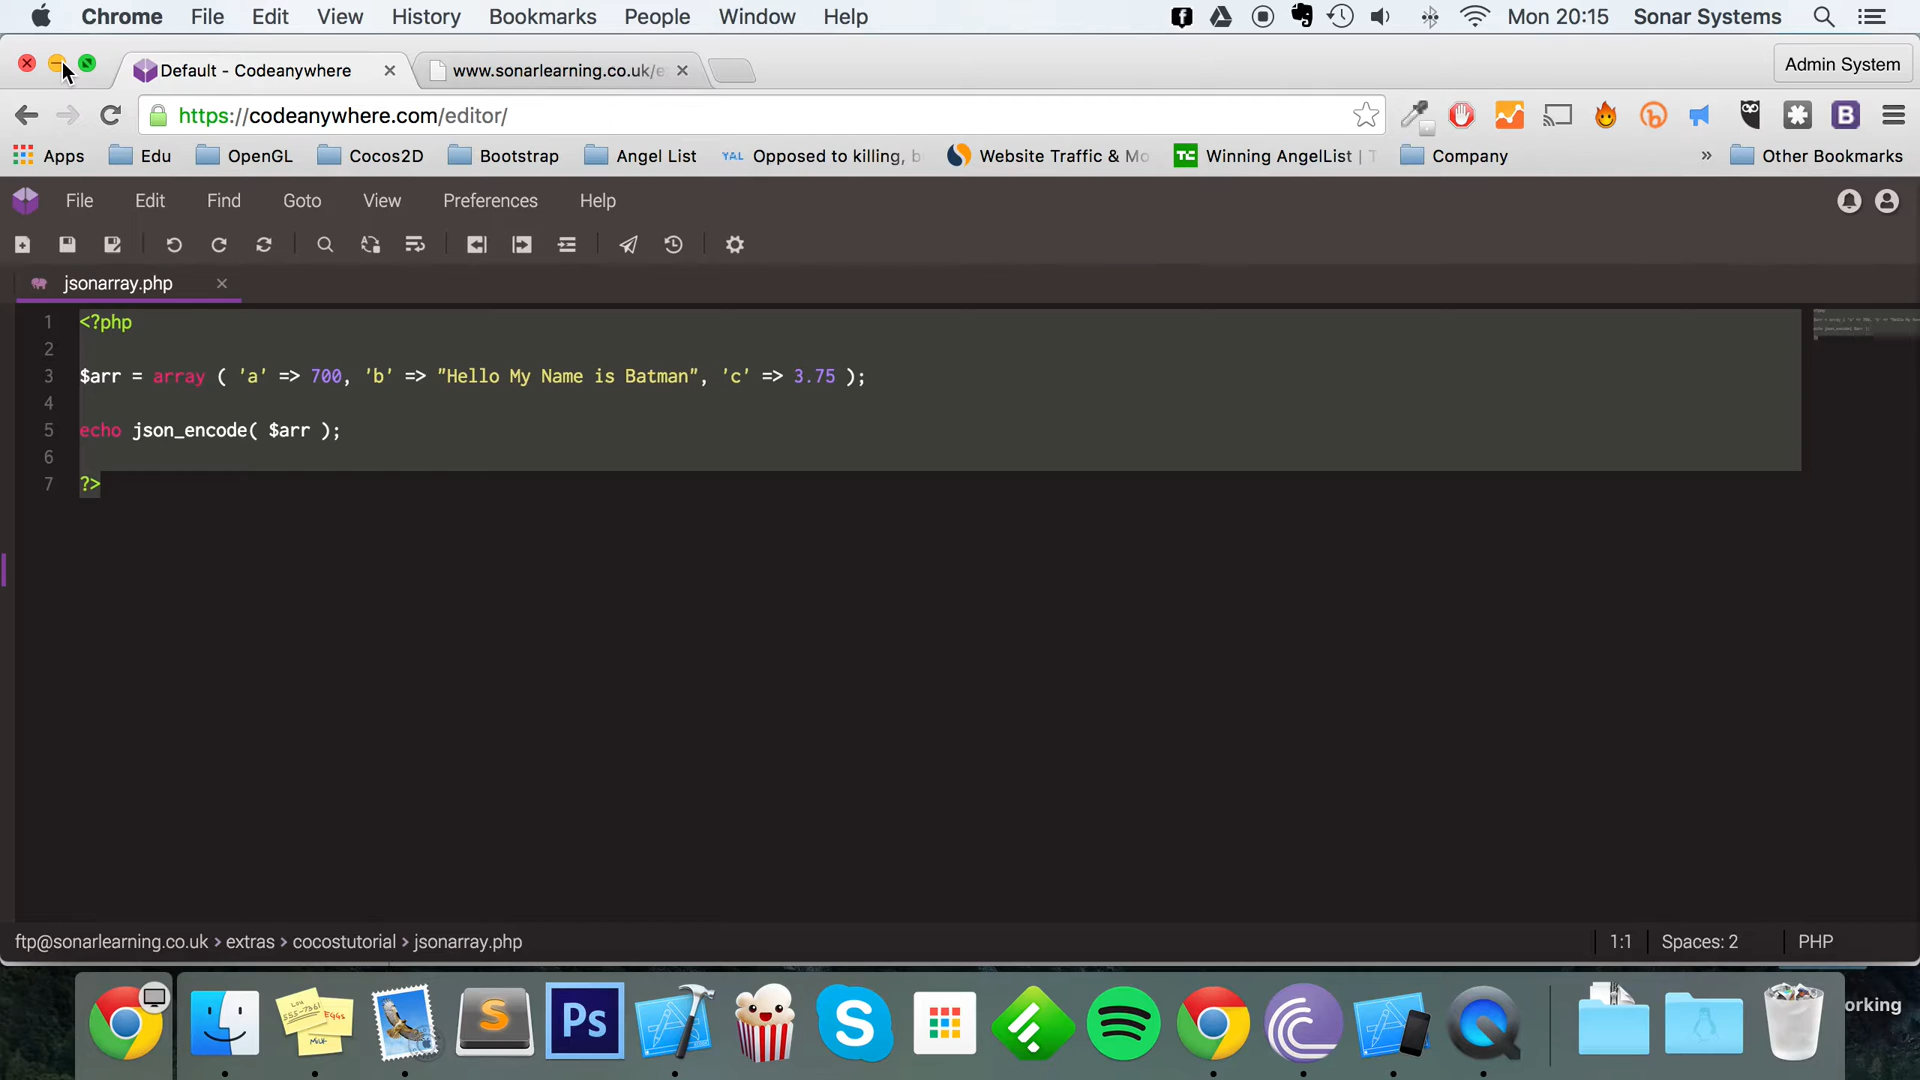 Chrome File Edit View History Bookmarks People Window Help Mon 20:15 Sonar Systems
Default - Codeanywhere www.sonarlearning.co.uk/e Admin System
https://codeanywhere.com/editor/
Apps Edu OpenGL Cocos2D Bootstrap Angel List YAL Opposed to killing, b Website Traffic & Mo TC Winning AngelList | T Company » Other Bookmarks
File Edit Find Goto View Preferences Help
jsonarray.php
1 <?php
2
3 $arr = array ( 'a' => 700, 'b' => "Hello My Name is Batman", 'c' => 3.75 );
4
5 echo json_encode( $arr );
6
7 ?>
ftp@sonarlearning.co.uk > extras > cocostutorial > jsonarray.php 1:1 Spaces: 2 PHP
orking